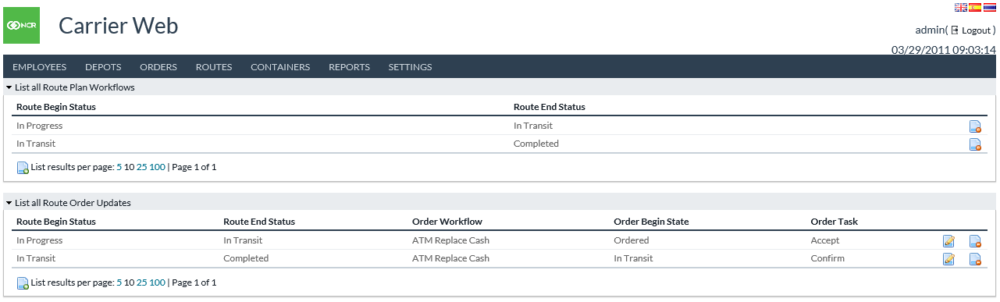 NCR
Carrier Web
admin( Logout )
03/29/2011 09:03:14
EMPLOYEES DEPOTS ORDERS ROUTES CONTAINERS REPORTS SETTINGS
List all Route Plan Workflows
Route Begin Status Route End Status
In Progress In Transit
In Transit Completed
List results per page: 5 10 25 100 | Page 1 of 1
List all Route Order Updates
Route Begin Status Route End Status Order Workflow Order Begin State Order Task
In Progress In Transit ATM Replace Cash Ordered Accept
In Transit Completed ATM Replace Cash In Transit Confirm
List results per page: 5 10 25 100 | Page 1 of 1